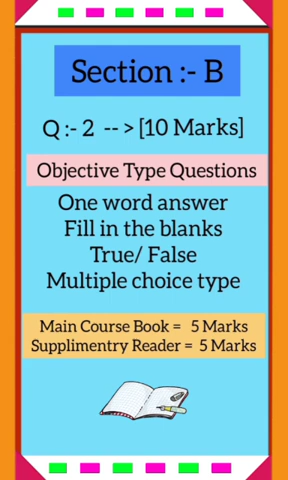 Section :- B
Q :- 2 -- > [10 Marks]
Objective Type Questions
One word answer
Fill in the blanks
True/ False
Multiple choice type
Main Course Book = 5 Marks
Supplimentry Reader = 5 Marks